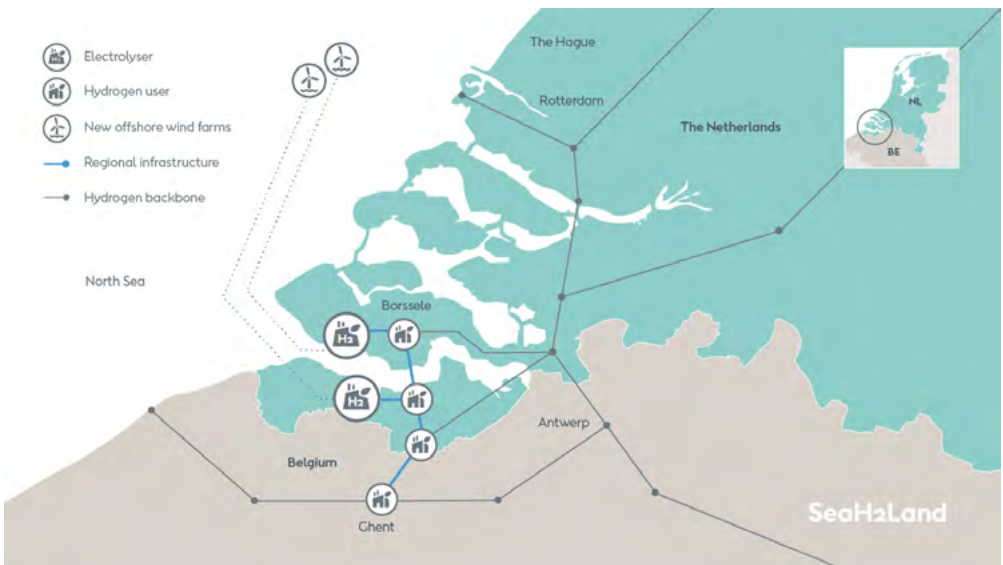 Electrolyser
Hydrogen user
New offshore wind farms
Regional infrastructure
Hydrogen backbone
The Hague
Rotterdam
The Netherlands
NL
BE
North Sea
Borssele
H2
H2
Antwerp
Belgium
Ghent
SeaH2Land